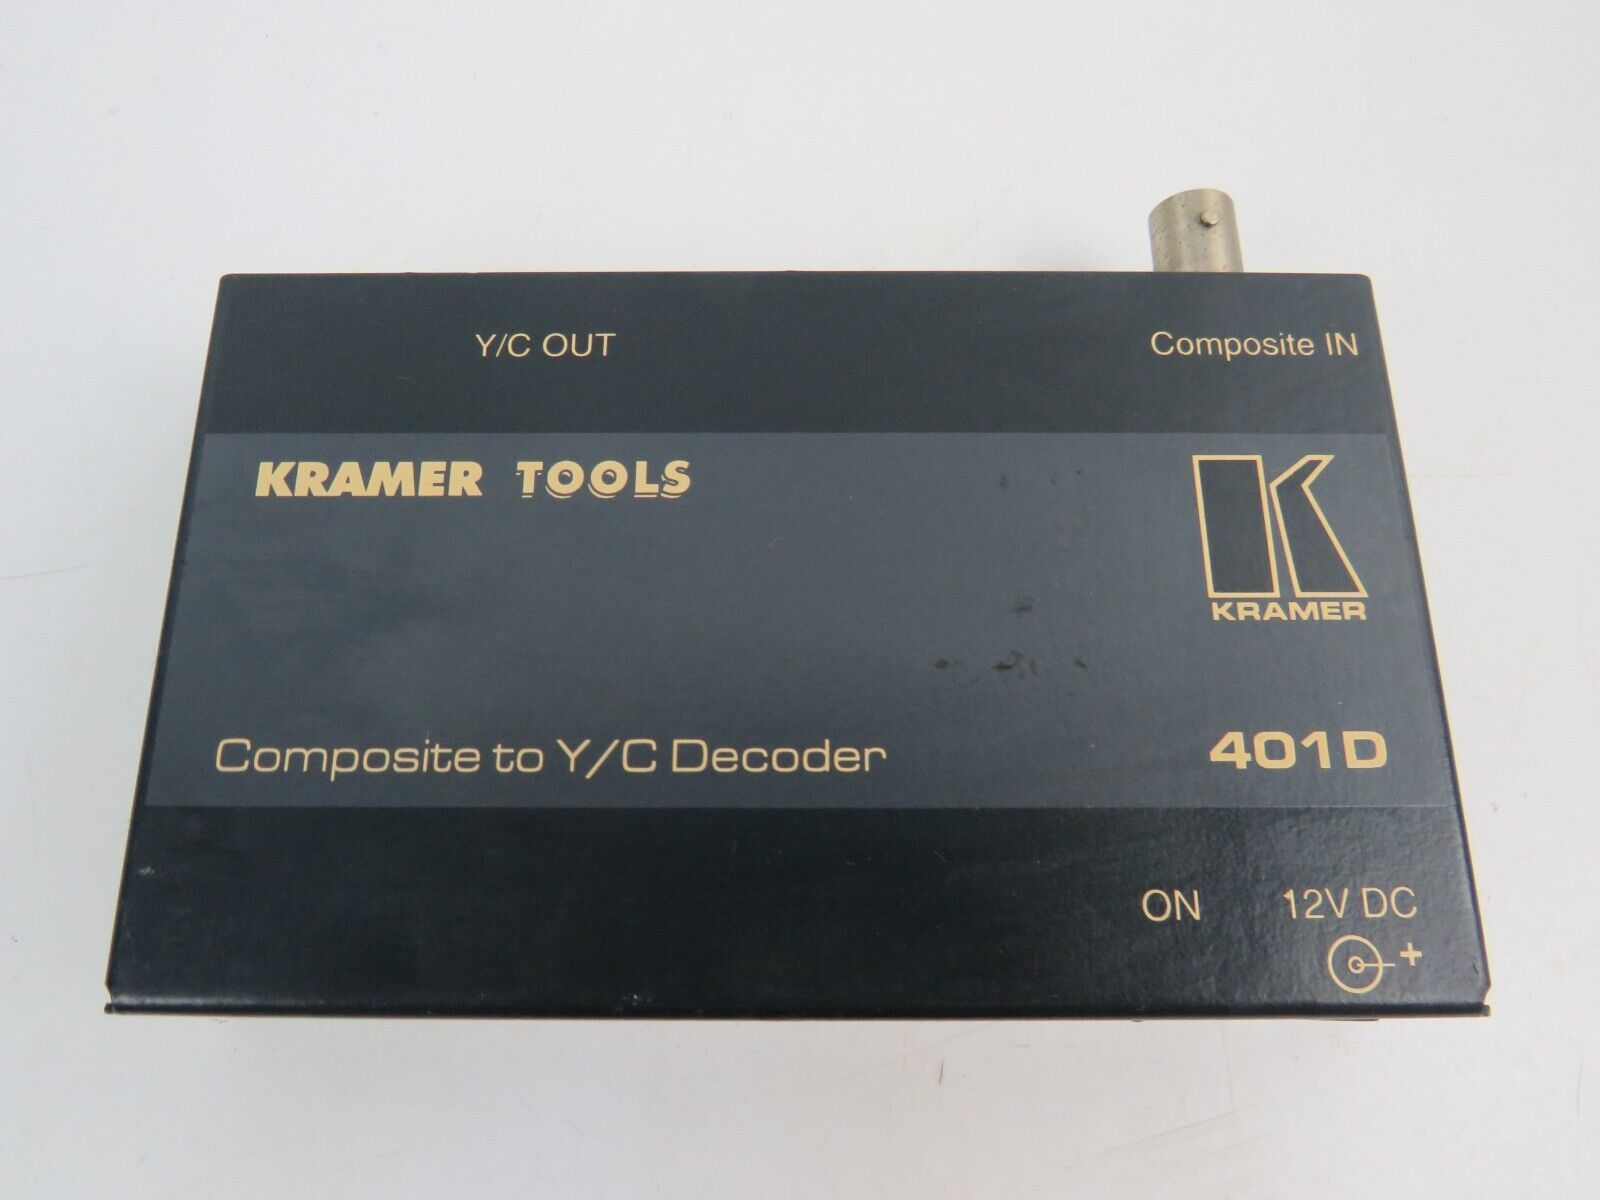 Y/C OUT
Composite IN
KRAMER TOOLS
KRAMER
Composite to Y/C Decoder
401D
ON
12V DC
+